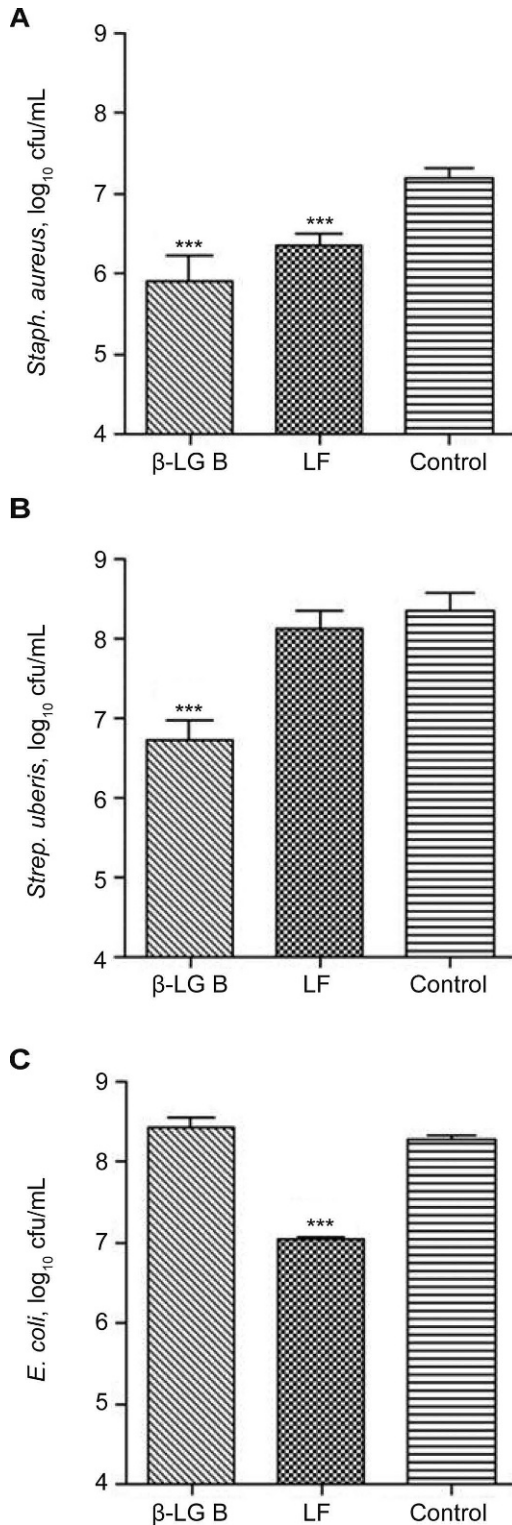 A
Staph. aureus, log₁₀ cfu/mL
9
8
7
6
5
4
***
***
β-LG B LF Control
B
Strep. uberis, log₁₀ cfu/mL
9
8
7
6
5
4
***
β-LG B LF Control
C
E. coli, log₁₀ cfu/mL
9
8
7
6
5
4
***
β-LG B LF Control